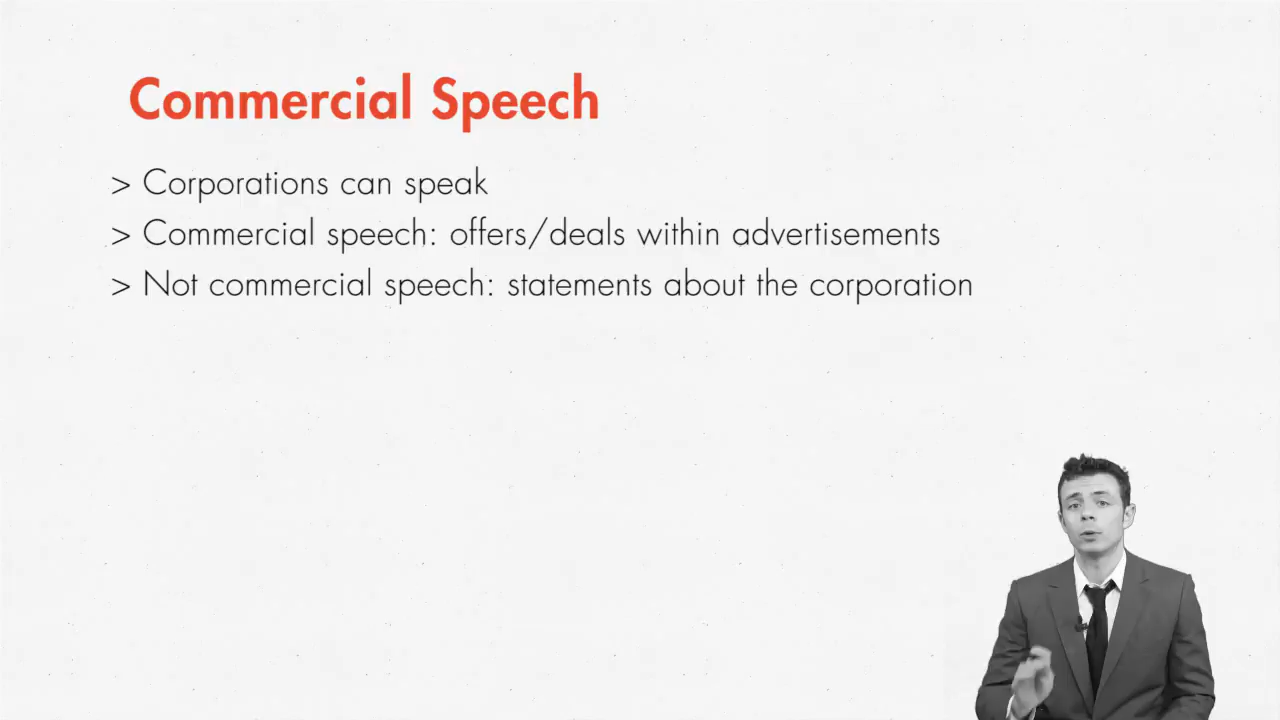 Commercial Speech
> Corporations can speak
> Commercial speech: offers/deals within advertisements
> Not commercial speech: statements about the corporation